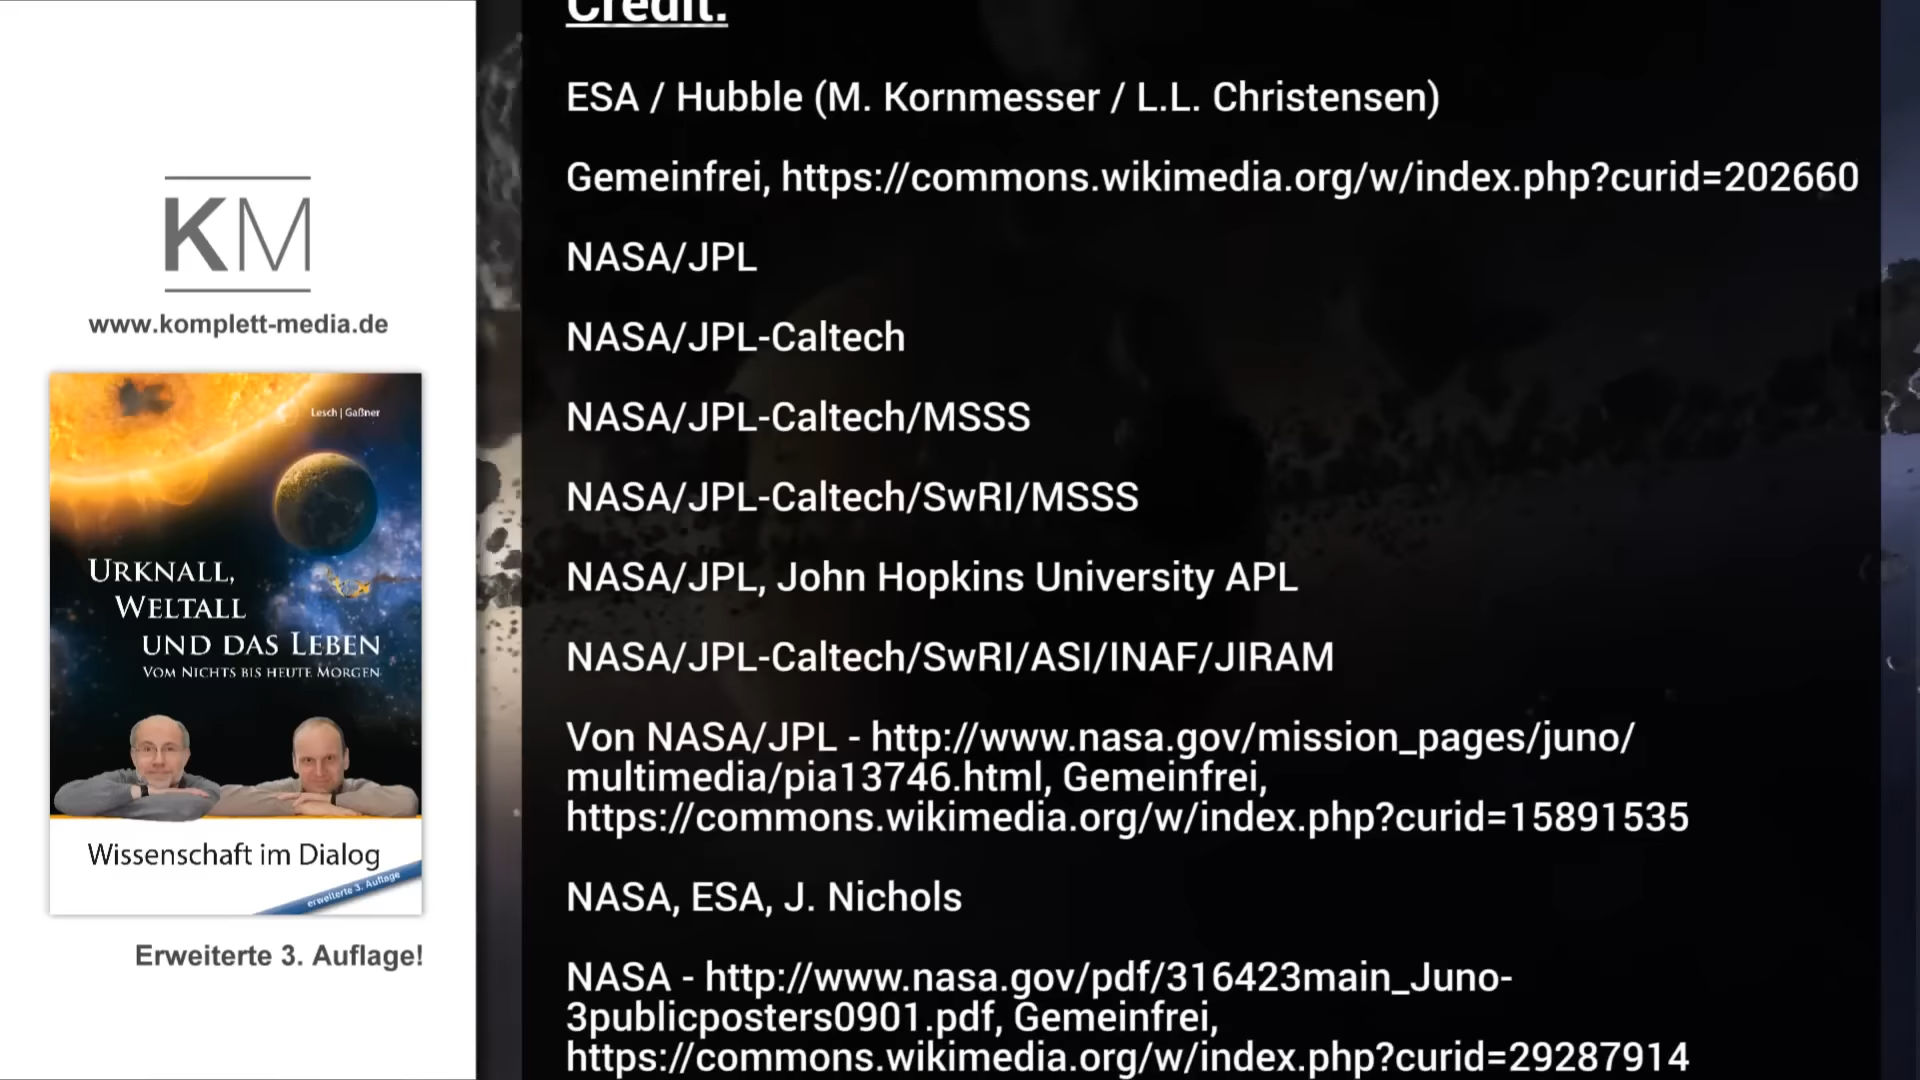 KM
www.komplett-media.de
Lesch | Gaßner
URKNALL,
WELTALL
UND DAS LEBEN
VOM NICHTS BIS HEUTE MORGEN
Wissenschaft im Dialog
erweiterte 3. Auflage
Erweiterte 3. Auflage!
Credit:
ESA / Hubble (M. Kornmesser / L.L. Christensen)
Gemeinfrei, https://commons.wikimedia.org/w/index.php?curid=202660
NASA/JPL
NASA/JPL-Caltech
NASA/JPL-Caltech/MSSS
NASA/JPL-Caltech/SwRI/MSSS
NASA/JPL, John Hopkins University APL
NASA/JPL-Caltech/SwRI/ASI/INAF/JIRAM
Von NASA/JPL - http://www.nasa.gov/mission_pages/juno/
multimedia/pia13746.html, Gemeinfrei,
https://commons.wikimedia.org/w/index.php?curid=15891535
NASA, ESA, J. Nichols
NASA - http://www.nasa.gov/pdf/316423main_Juno-
3publicposters0901.pdf, Gemeinfrei,
https://commons.wikimedia.org/w/index.php?curid=29287914